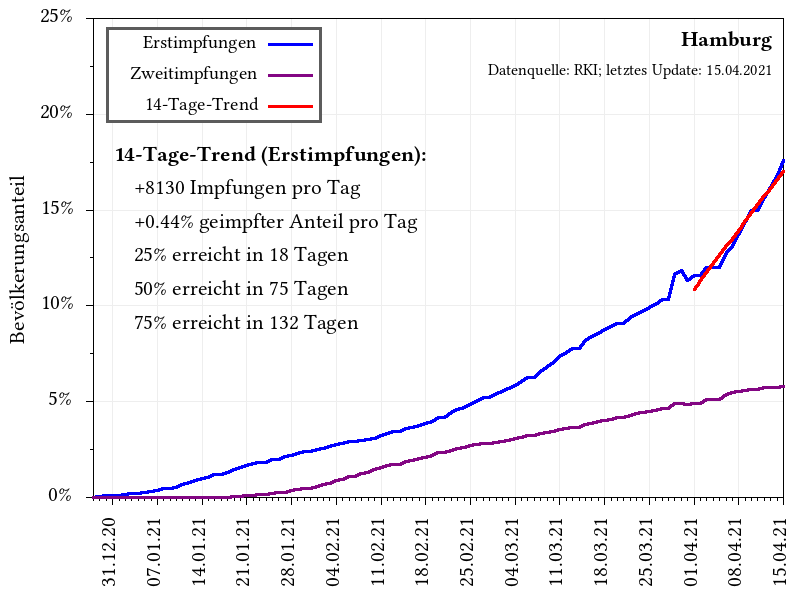 25%
20%
15%
10%
5%
0%
Bevölkerungsanteil
Erstimpfungen
Zweitimpfungen
14-Tage-Trend
Hamburg
Datenquelle: RKI; letztes Update: 15.04.2021
14-Tage-Trend (Erstimpfungen):
+8130 Impfungen pro Tag
+0.44% geimpfter Anteil pro Tag
25% erreicht in 18 Tagen
50% erreicht in 75 Tagen
75% erreicht in 132 Tagen
31.12.20
07.01.21
14.01.21
21.01.21
28.01.21
04.02.21
11.02.21
18.02.21
25.02.21
04.03.21
11.03.21
18.03.21
25.03.21
01.04.21
08.04.21
15.04.21